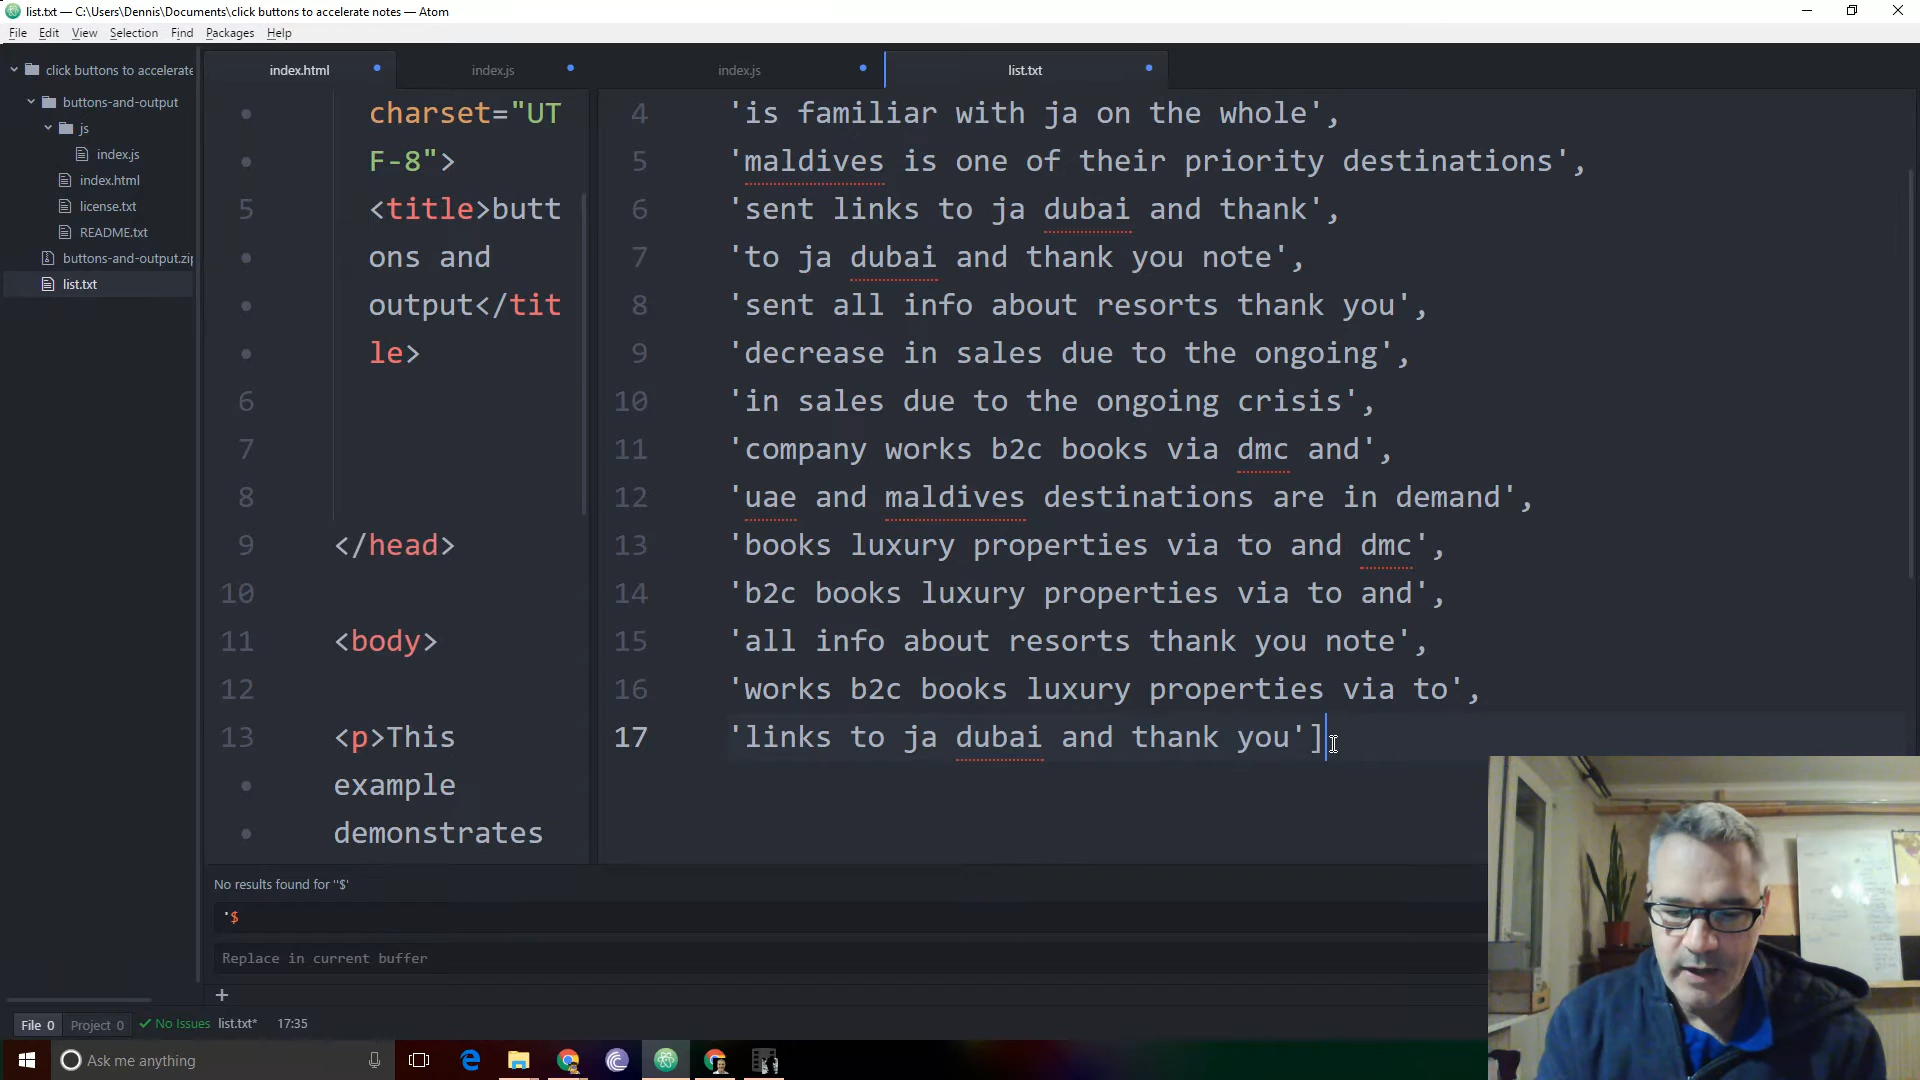 list.txt — C:\Users\Dennis\Documents\click buttons to accelerate notes — Atom
File Edit View Selection Find Packages Help
click buttons to accelerate
buttons-and-output
js
index.js
index.html
license.txt
README.txt
buttons-and-output.zip
list.txt
index.html
index.js
index.js
list.txt
charset="UT
F-8">
5 <title>butt
ons and
output</tit
le>
6
7
8
9 </head>
10
11 <body>
12
13 <p>This
example
demonstrates
4 'is familiar with ja on the whole',
5 'maldives is one of their priority destinations',
6 'sent links to ja dubai and thank',
7 'to ja dubai and thank you note',
8 'sent all info about resorts thank you',
9 'decrease in sales due to the ongoing',
10 'in sales due to the ongoing crisis',
11 'company works b2c books via dmc and',
12 'uae and maldives destinations are in demand',
13 'books luxury properties via to and dmc',
14 'b2c books luxury properties via to and',
15 'all info about resorts thank you note',
16 'works b2c books luxury properties via to',
17 'links to ja dubai and thank you']
No results found for ''$'
'$
Replace in current buffer
+
File 0 Project 0 No Issues list.txt* 17:35
Ask me anything